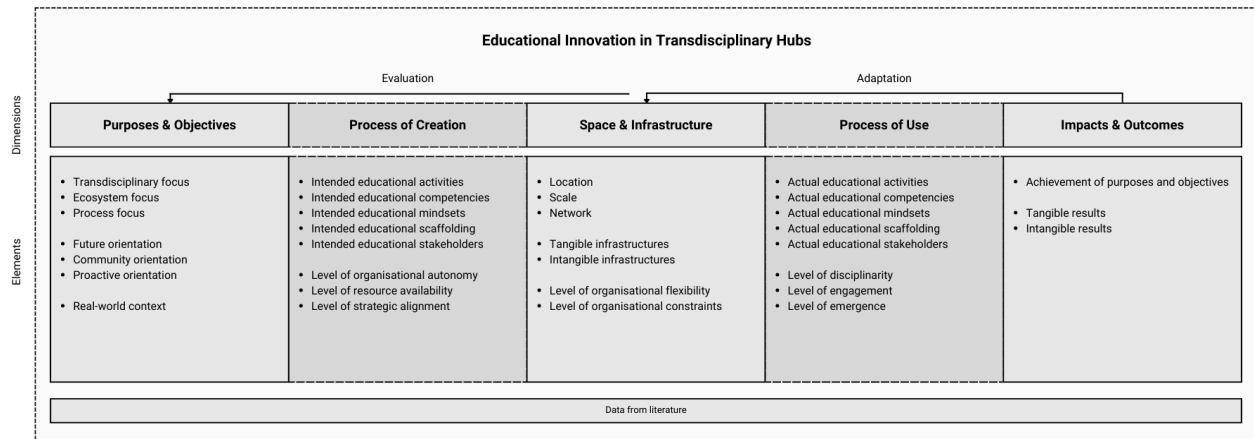 Educational Innovation in Transdisciplinary Hubs
Evaluation
Adaptation
Dimensions
Purposes & Objectives
Process of Creation
Space & Infrastructure
Process of Use
Impacts & Outcomes
Elements
• Transdisciplinary focus
• Ecosystem focus
• Process focus
• Future orientation
• Community orientation
• Proactive orientation
• Real-world context
• Intended educational activities
• Intended educational competencies
• Intended educational mindsets
• Intended educational scaffolding
• Intended educational stakeholders
• Level of organisational autonomy
• Level of resource availability
• Level of strategic alignment
• Location
• Scale
• Network
• Tangible infrastructures
• Intangible infrastructures
• Level of organisational flexibility
• Level of organisational constraints
• Actual educational activities
• Actual educational competencies
• Actual educational mindsets
• Actual educational scaffolding
• Actual educational stakeholders
• Level of disciplinarity
• Level of engagement
• Level of emergence
• Achievement of purposes and objectives
• Tangible results
• Intangible results
Data from literature